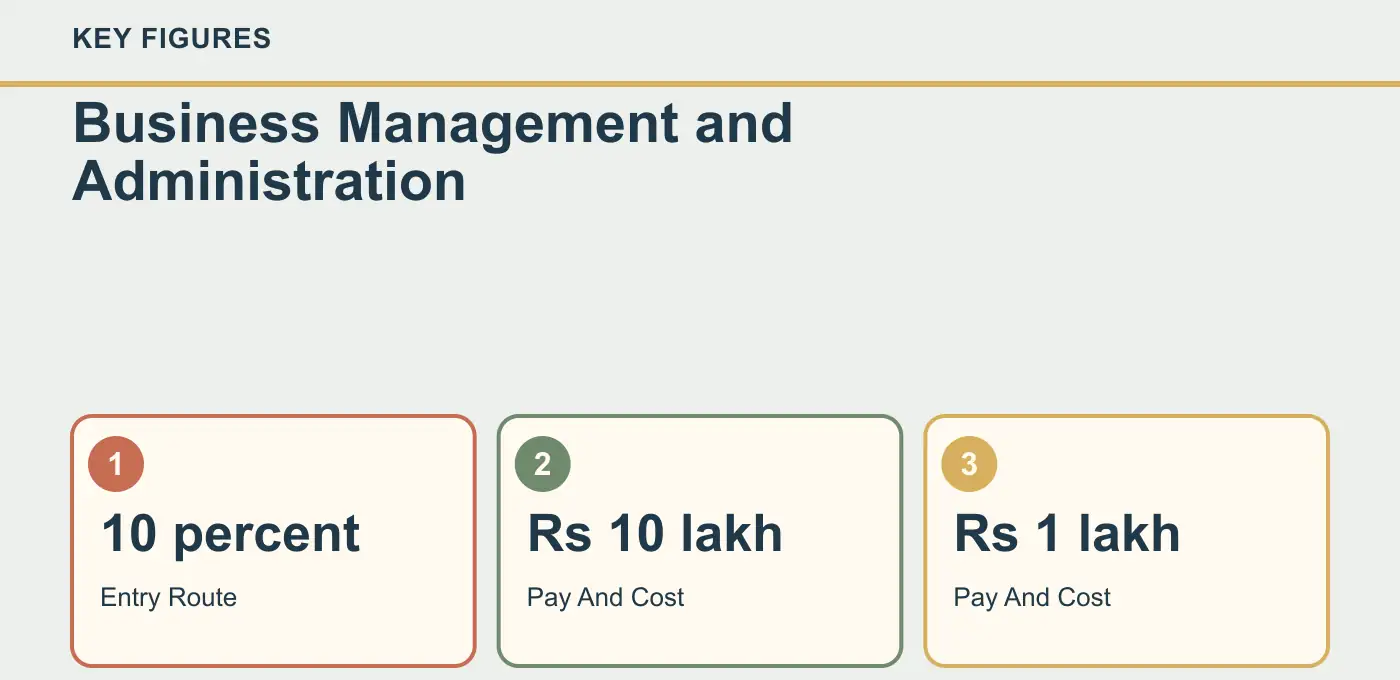 KEY FIGURES
Business Management and
Administration
1
10 percent
Entry Route
2
Rs 10 lakh
Pay And Cost
3
Rs 1 lakh
Pay And Cost